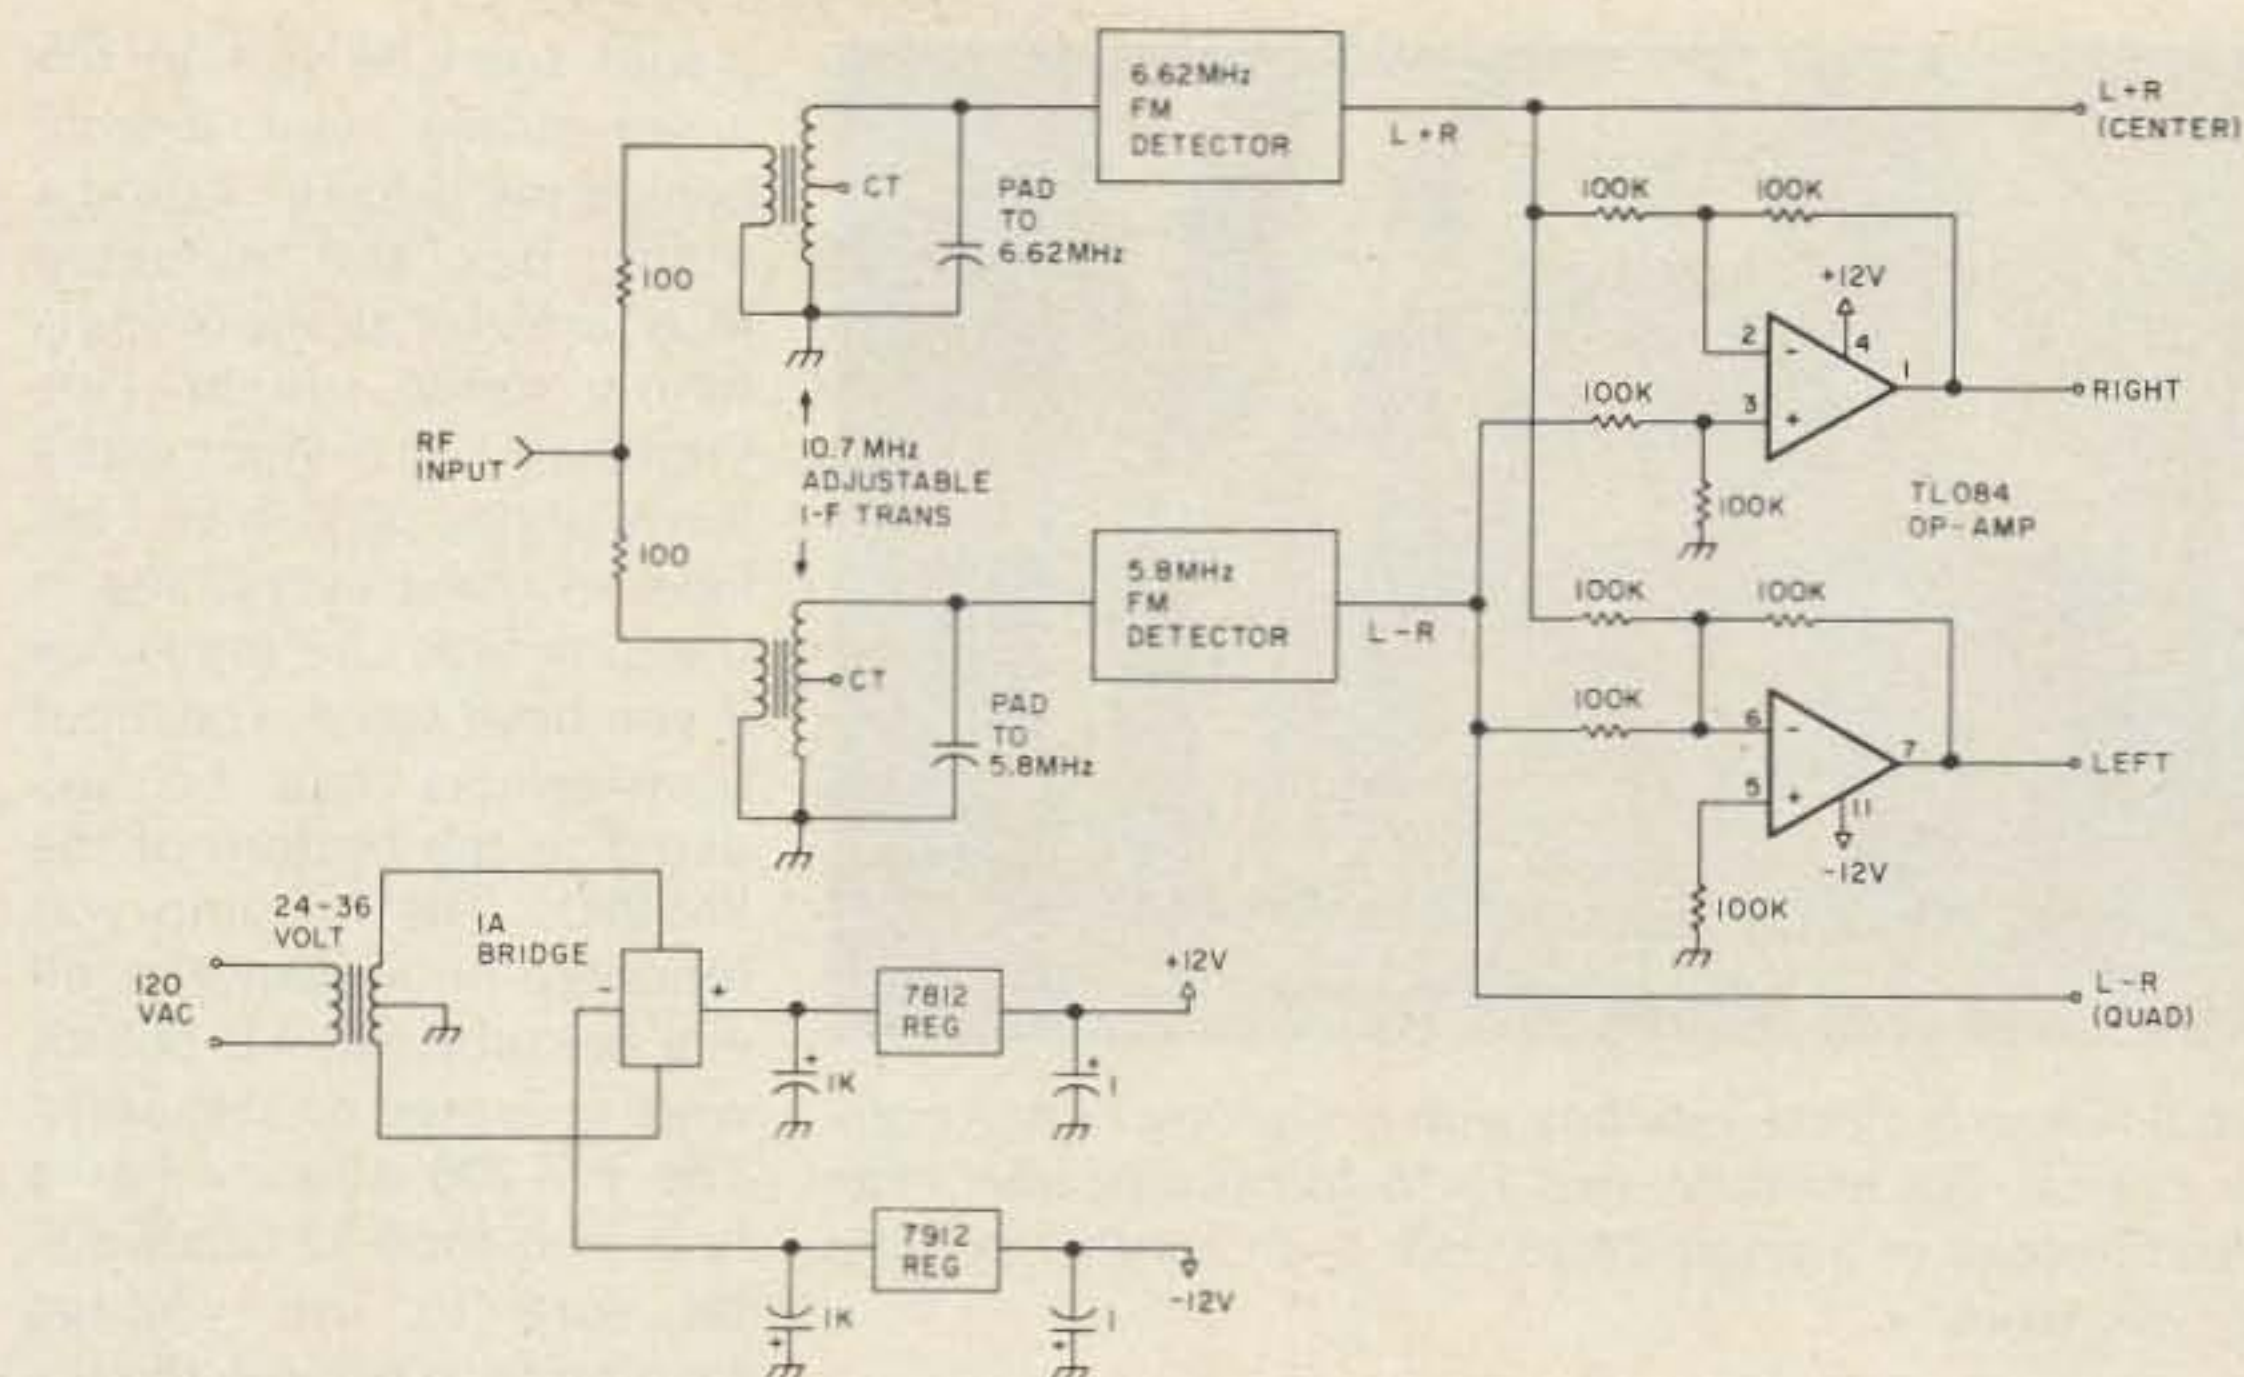 6.62MHz
FM
DETECTOR
L+R
L+R
(CENTER)
CT
PAD
TO
6.62MHz
100
100K
100K
+12V
2
-
4
1
RIGHT
100K
3
+
100K
TL084
OP-AMP
RF
INPUT
10.7 MHz
ADJUSTABLE
I-F TRANS
100
5.8MHz
FM
DETECTOR
L-R
CT
PAD
TO
5.8MHz
100K
100K
100K
6
-
7
LEFT
5
+
11
-12V
100K
L-R
(QUAD)
24-36
VOLT
120
VAC
1A
BRIDGE
-
+
7812
REG
+12V
+
1K
+
1
7912
REG
-12V
1K
+
1
+